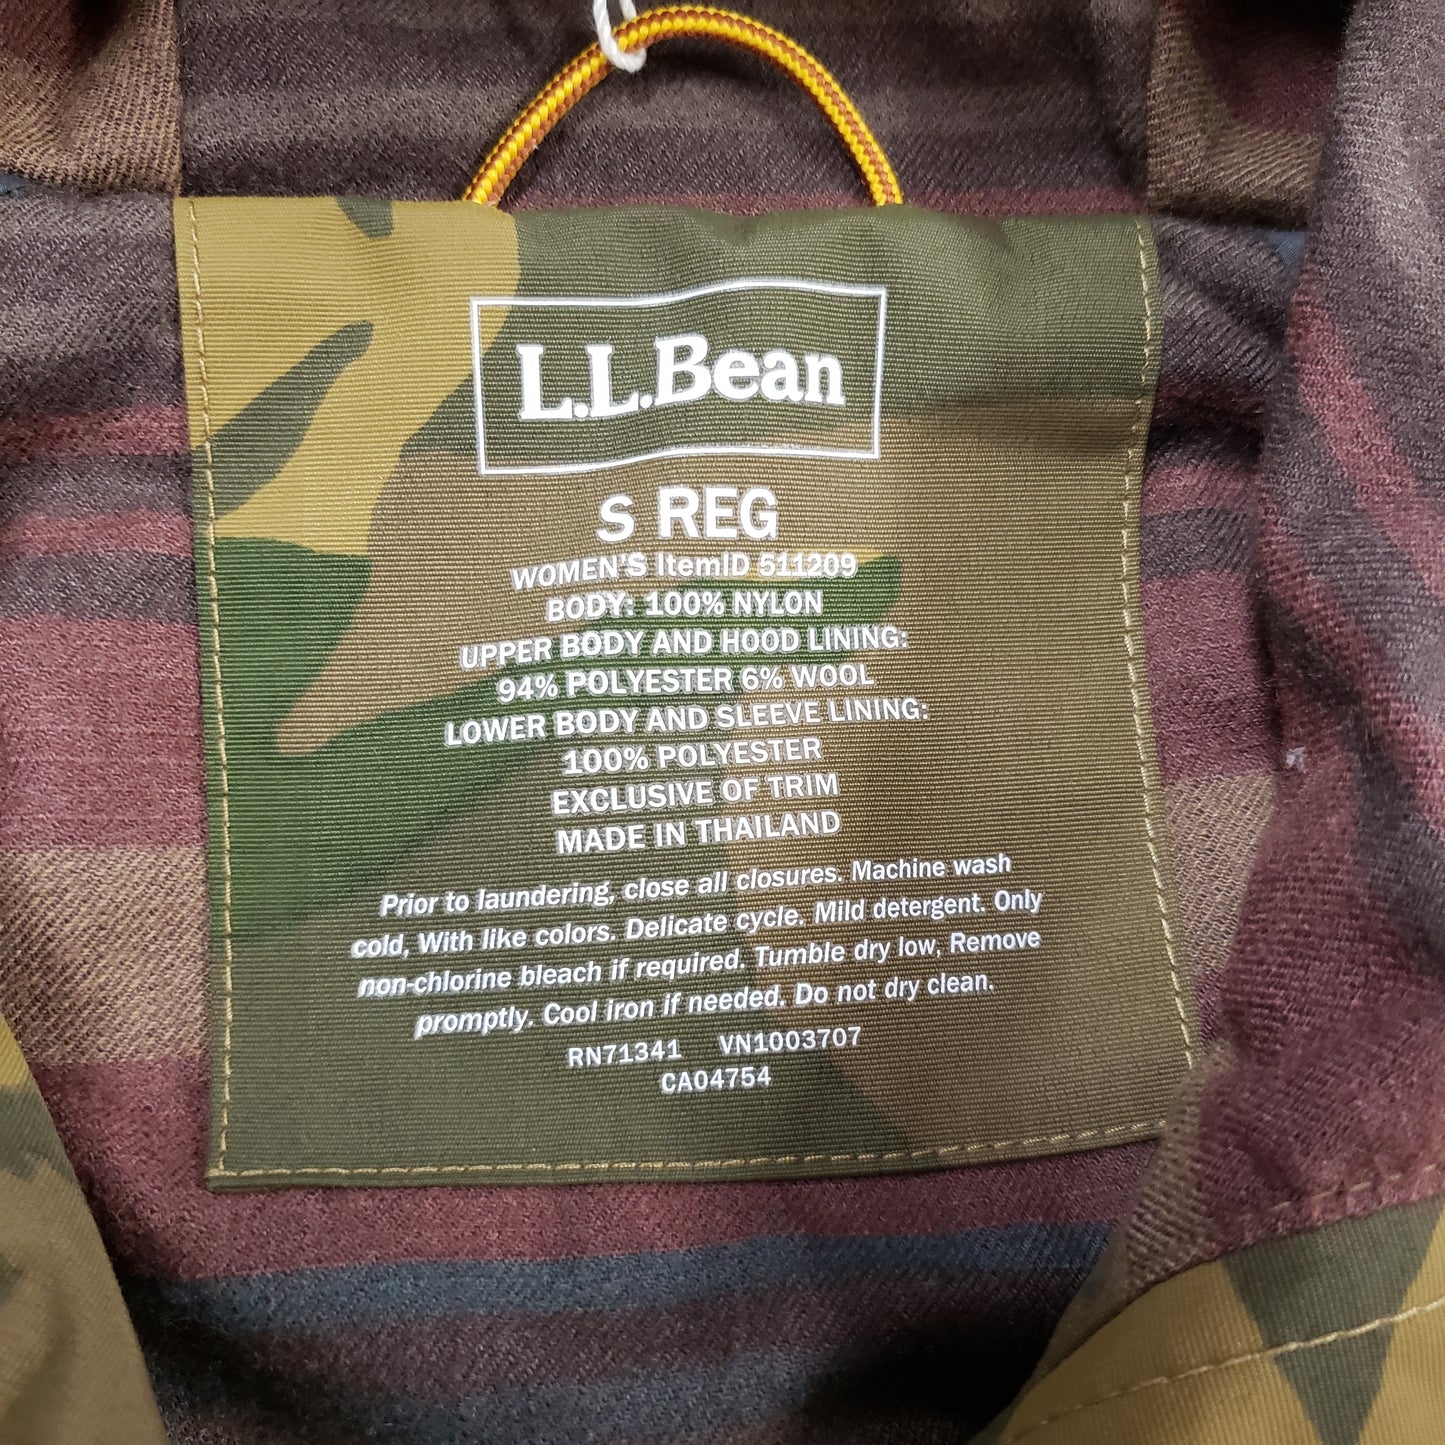 L.L.Bean
S REG
WOMEN'S ItemID 511209
BODY: 100% NYLON
UPPER BODY AND HOOD LINING:
94% POLYESTER 6% WOOL
LOWER BODY AND SLEEVE LINING:
100% POLYESTER
EXCLUSIVE OF TRIM
MADE IN THAILAND
Prior to laundering, close all closures. Machine wash
cold, With like colors. Delicate cycle. Mild detergent. Only
non-chlorine bleach if required. Tumble dry low, Remove
promptly. Cool iron if needed. Do not dry clean.
RN71341 VN1003707
CA04754